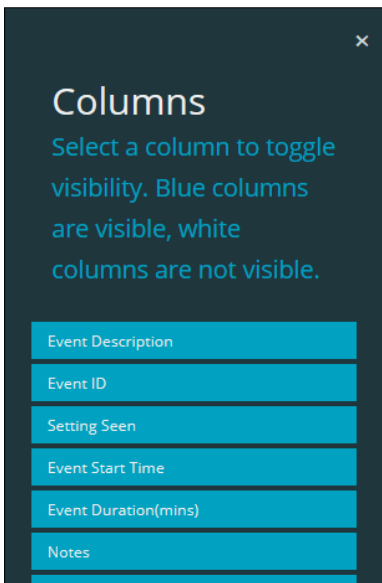 ×
Columns
Select a column to toggle
visibility. Blue columns
are visible, white
columns are not visible.
Event Description
Event ID
Setting Seen
Event Start Time
Event Duration(mins)
Notes